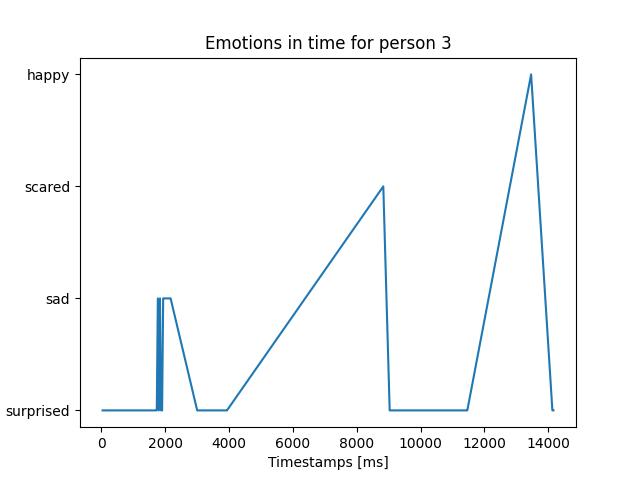 Emotions in time for person 3
happy
scared
sad
surprised
0 2000 4000 6000 8000 10000 12000 14000
Timestamps [ms]